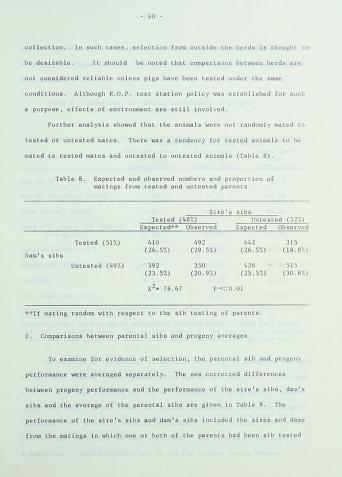 - 40 -
collection. In such cases, selection from outside the herds is thought to
be desirable. It should be noted that comparisons between herds are
not considered reliable unless pigs have been tested under the same
conditions. Although R.O.P. test station policy was established for such
a purpose, effects of environment are still involved.
Further analysis showed that the animals were not randomly mated to
tested or untested mates. There was a tendency for tested animals to be
mated to tested mates and untested to untested animals (Table 8).
Table 8. Expected and observed numbers and proportion of
matings from tested and untested parents
Sire's sibs
Tested (48%) Untested (52%)
Expected** Observed Expected Observed
Tested (51%) 410 492 442 315
(24.5%) (29.5%) (26.5%) (18.8%)
Dam's sibs
Untested (49%) 392 350 426 515
(23.5%) (20.9%) (25.5%) (30.8%)
X²= 76.67 P<0.01
**If mating random with respect to the sib testing of parents.
D. Comparisons between parental sibs and progeny averages
To examine for evidence of selection, the parental sib and progeny
performance were averaged separately. The sex corrected differences
between progeny performance and the performance of the sire's sibs, dam's
sibs and the average of the parental sibs are given in Table 9. The
performance of the sire's sibs and dam's sibs included the sires and dams
from the matings in which one or both of the parents had been sib tested